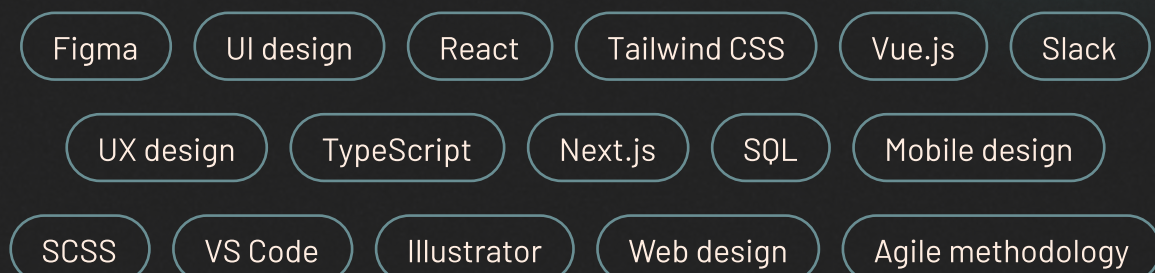 Figma UI design React Tailwind CSS Vue.js Slack
UX design TypeScript Next.js SQL Mobile design
SCSS VS Code Illustrator Web design Agile methodology